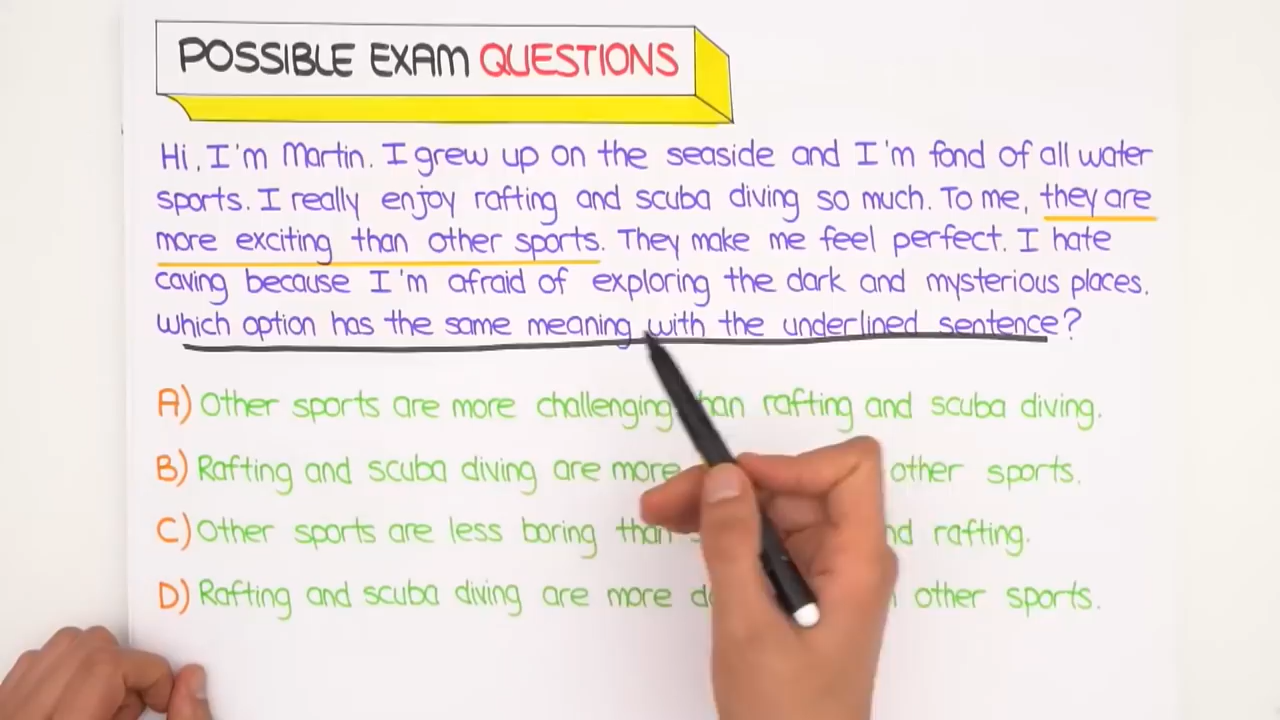 POSSIBLE EXAM QUESTIONS
Hi, I'm Martin. I grew up on the seaside and I'm fond of all water
sports. I really enjoy rafting and scuba diving so much. To me, they are
more exciting than other sports. They make me feel perfect. I hate
caving because I'm afraid of exploring the dark and mysterious places.
Which option has the same meaning with the underlined sentence?
A) Other sports are more challenging than rafting and scuba diving.
B) Rafting and scuba diving are more other sports.
C) Other sports are less boring than rafting.
D) Rafting and scuba diving are more other sports.